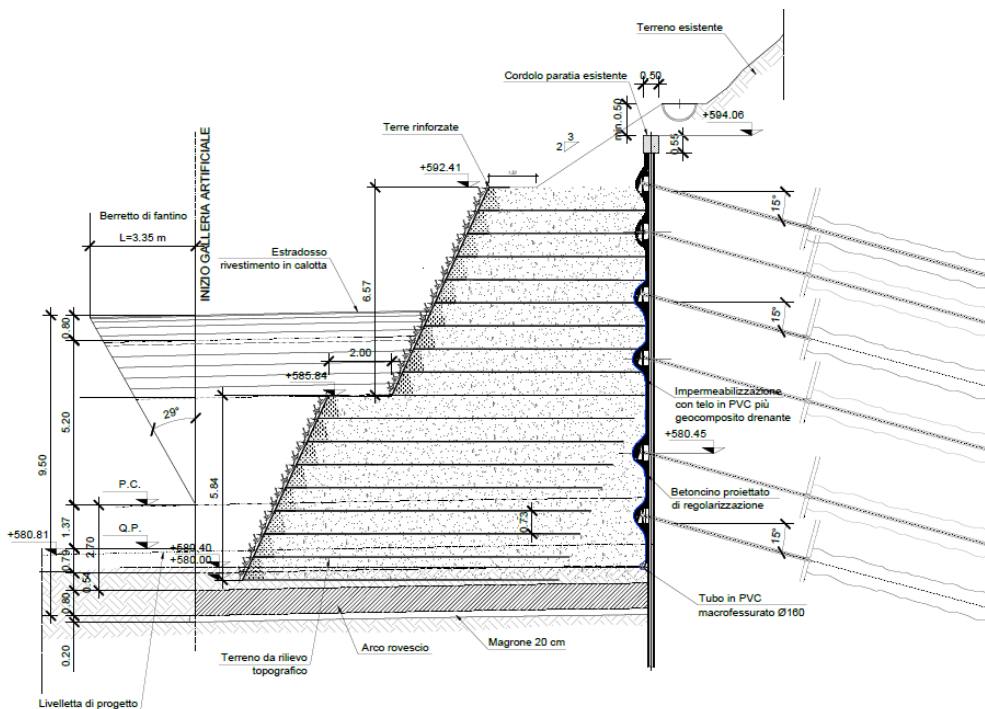 Terreno esistente
Cordolo paratia esistente
0.50
min.0.50
+594.06
0.55
3
2
Terre rinforzate
+592.41
INIZIO GALLERIA ARTIFICIALE
Berretto di fantino
L=3.35 m
15°
Estradosso
rivestimento in calotta
6.57
0.80
15°
2.00
+585.84
Impermeabilizzazione
con telo in PVC più
geocomposito drenante
29°
5.20
+580.45
9.50
5.84
P.C.
Betoncino proiettato
di regolarizzazione
0.73
1.37
2.70
Q.P.
+580.81
+580.40
+580.00
15°
0.79
0.54
0.80
Tubo in PVC
macrofessurato Ø160
Arco rovescio
Magrone 20 cm
0.20
Terreno da rilievo
topografico
Livelletta di progetto